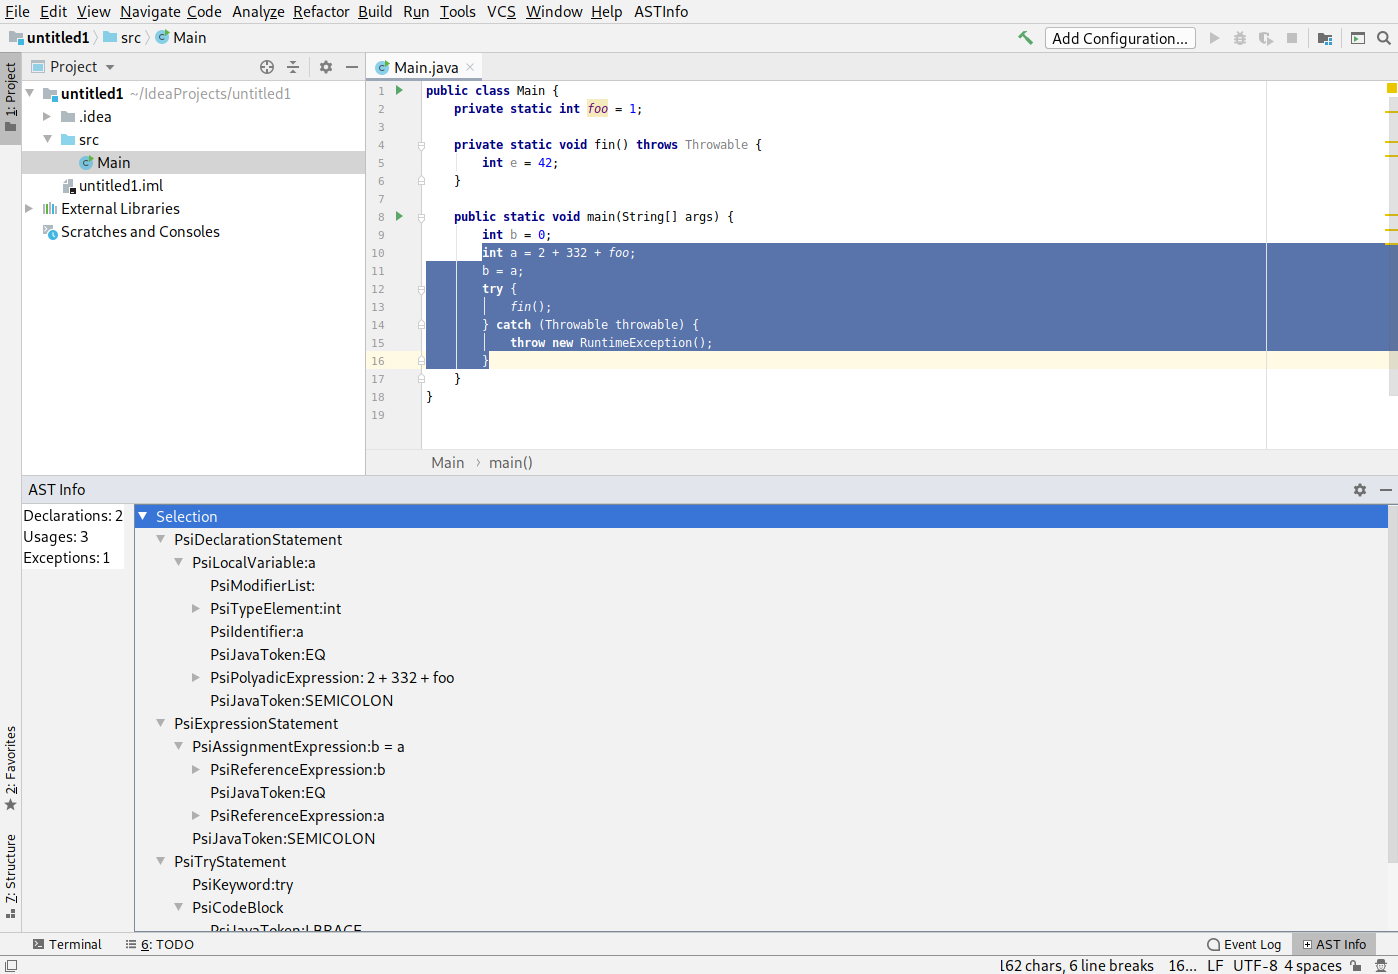 File Edit View Navigate Code Analyze Refactor Build Run Tools VCS Window Help ASTInfo
untitled1 src Main Add Configuration...
1: Project
Project
untitled1 ~/IdeaProjects/untitled1
.idea
src
Main
untitled1.iml
External Libraries
Scratches and Consoles
Main.java
1 public class Main {
2 private static int foo = 1;
3
4 private static void fin() throws Throwable {
5 int e = 42;
6 }
7
8 public static void main(String[] args) {
9 int b = 0;
10 int a = 2 + 332 + foo;
11 b = a;
12 try {
13 fin();
14 } catch (Throwable throwable) {
15 throw new RuntimeException();
16 }
17 }
18 }
19
Main › main()
AST Info
Declarations: 2
Usages: 3
Exceptions: 1
Selection
PsiDeclarationStatement
PsiLocalVariable:a
PsiModifierList:
PsiTypeElement:int
PsiIdentifier:a
PsiJavaToken:EQ
PsiPolyadicExpression: 2 + 332 + foo
PsiJavaToken:SEMICOLON
PsiExpressionStatement
PsiAssignmentExpression:b = a
PsiReferenceExpression:b
PsiJavaToken:EQ
PsiReferenceExpression:a
PsiJavaToken:SEMICOLON
PsiTryStatement
PsiKeyword:try
PsiCodeBlock
PsiJavaToken:LBRACE
2: Favorites
7: Structure
Terminal 6: TODO Event Log AST Info
162 chars, 6 line breaks 16... LF UTF-8 4 spaces